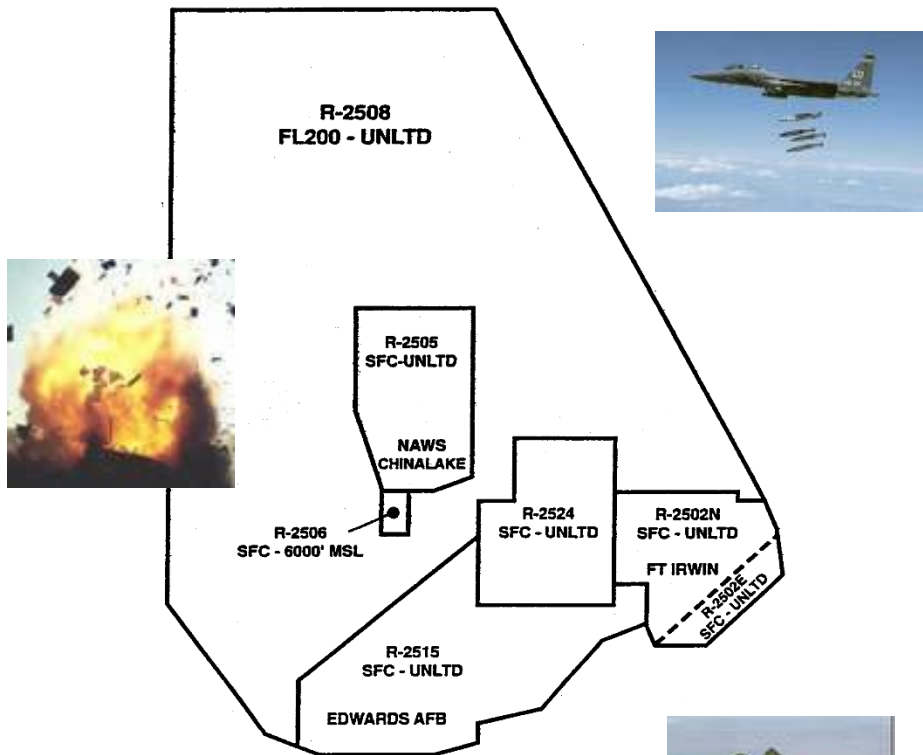 R-2508
FL200 - UNLTD
R-2505
SFC-UNLTD
NAWS
CHINALAKE
R-2506
SFC - 6000' MSL
R-2524
SFC - UNLTD
R-2502N
SFC - UNLTD
FT IRWIN
R-2502E
SFC - UNLTD
R-2515
SFC - UNLTD
EDWARDS AFB